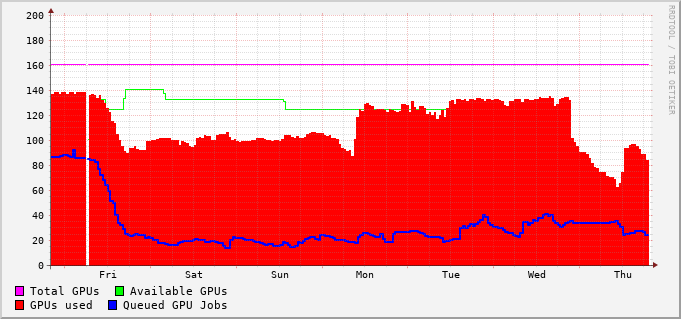 RRDTOOL / TOBI OETIKER
200
180
160
140
120
100
80
60
40
20
0
Fri Sat Sun Mon Tue Wed Thu
Total GPUs Available GPUs
GPUs used Queued GPU Jobs